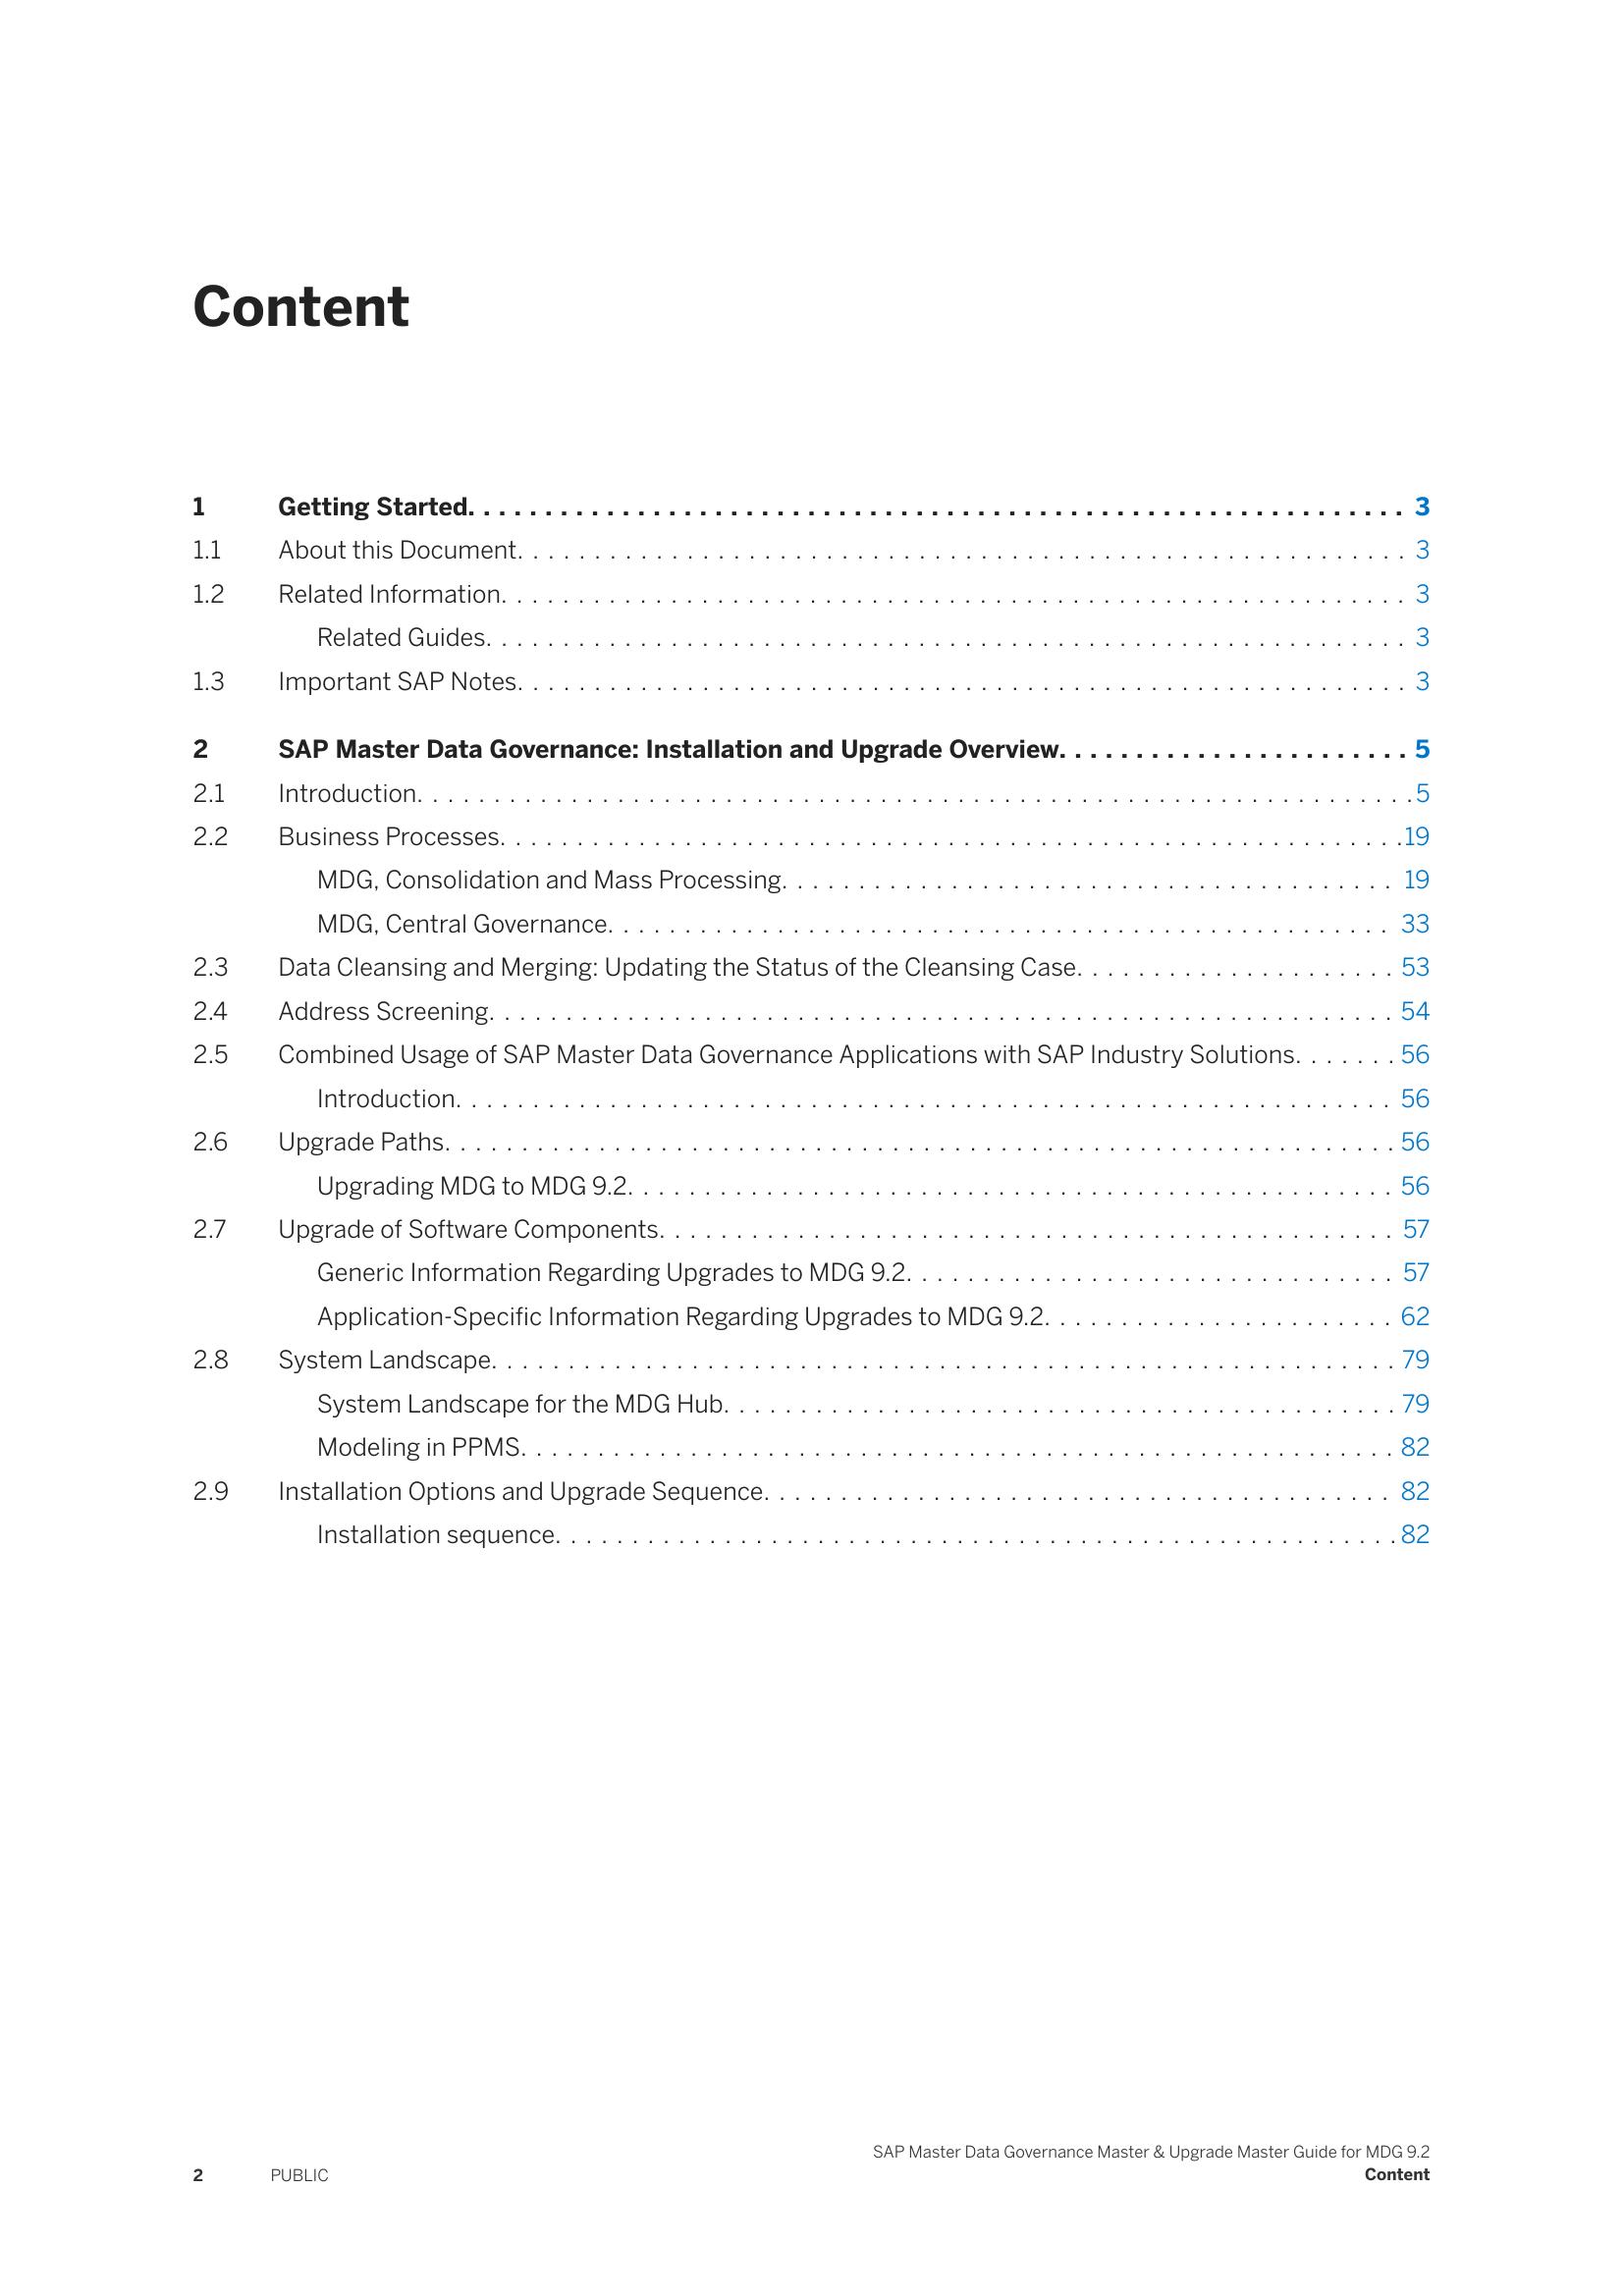 Content
1 Getting Started. . . . . . . . . . . . . . . . . . . . . . . . . . . . . . . . . . . . . . . . . . . . . . . . . . . . . . . . . . . . . 3
1.1 About this Document. . . . . . . . . . . . . . . . . . . . . . . . . . . . . . . . . . . . . . . . . . . . . . . . . . . . . . . . . . 3
1.2 Related Information. . . . . . . . . . . . . . . . . . . . . . . . . . . . . . . . . . . . . . . . . . . . . . . . . . . . . . . . . . . 3
Related Guides. . . . . . . . . . . . . . . . . . . . . . . . . . . . . . . . . . . . . . . . . . . . . . . . . . . . . . . . . . . . 3
1.3 Important SAP Notes. . . . . . . . . . . . . . . . . . . . . . . . . . . . . . . . . . . . . . . . . . . . . . . . . . . . . . . . . . 3
2 SAP Master Data Governance: Installation and Upgrade Overview. . . . . . . . . . . . . . . . . . . . . . . 5
2.1 Introduction. . . . . . . . . . . . . . . . . . . . . . . . . . . . . . . . . . . . . . . . . . . . . . . . . . . . . . . . . . . . . . . . .5
2.2 Business Processes. . . . . . . . . . . . . . . . . . . . . . . . . . . . . . . . . . . . . . . . . . . . . . . . . . . . . . . . . . .19
MDG, Consolidation and Mass Processing. . . . . . . . . . . . . . . . . . . . . . . . . . . . . . . . . . . . . . . . 19
MDG, Central Governance. . . . . . . . . . . . . . . . . . . . . . . . . . . . . . . . . . . . . . . . . . . . . . . . . . . 33
2.3 Data Cleansing and Merging: Updating the Status of the Cleansing Case. . . . . . . . . . . . . . . . . . . . . 53
2.4 Address Screening. . . . . . . . . . . . . . . . . . . . . . . . . . . . . . . . . . . . . . . . . . . . . . . . . . . . . . . . . . . 54
2.5 Combined Usage of SAP Master Data Governance Applications with SAP Industry Solutions. . . . . . . 56
Introduction. . . . . . . . . . . . . . . . . . . . . . . . . . . . . . . . . . . . . . . . . . . . . . . . . . . . . . . . . . . . . 56
2.6 Upgrade Paths. . . . . . . . . . . . . . . . . . . . . . . . . . . . . . . . . . . . . . . . . . . . . . . . . . . . . . . . . . . . . . 56
Upgrading MDG to MDG 9.2. . . . . . . . . . . . . . . . . . . . . . . . . . . . . . . . . . . . . . . . . . . . . . . . . . 56
2.7 Upgrade of Software Components. . . . . . . . . . . . . . . . . . . . . . . . . . . . . . . . . . . . . . . . . . . . . . . . 57
Generic Information Regarding Upgrades to MDG 9.2. . . . . . . . . . . . . . . . . . . . . . . . . . . . . . . . 57
Application-Specific Information Regarding Upgrades to MDG 9.2. . . . . . . . . . . . . . . . . . . . . . . 62
2.8 System Landscape. . . . . . . . . . . . . . . . . . . . . . . . . . . . . . . . . . . . . . . . . . . . . . . . . . . . . . . . . . . 79
System Landscape for the MDG Hub. . . . . . . . . . . . . . . . . . . . . . . . . . . . . . . . . . . . . . . . . . . . 79
Modeling in PPMS. . . . . . . . . . . . . . . . . . . . . . . . . . . . . . . . . . . . . . . . . . . . . . . . . . . . . . . . . 82
2.9 Installation Options and Upgrade Sequence. . . . . . . . . . . . . . . . . . . . . . . . . . . . . . . . . . . . . . . . . 82
Installation sequence. . . . . . . . . . . . . . . . . . . . . . . . . . . . . . . . . . . . . . . . . . . . . . . . . . . . . . . 82
SAP Master Data Governance Master & Upgrade Master Guide for MDG 9.2
2 PUBLIC Content